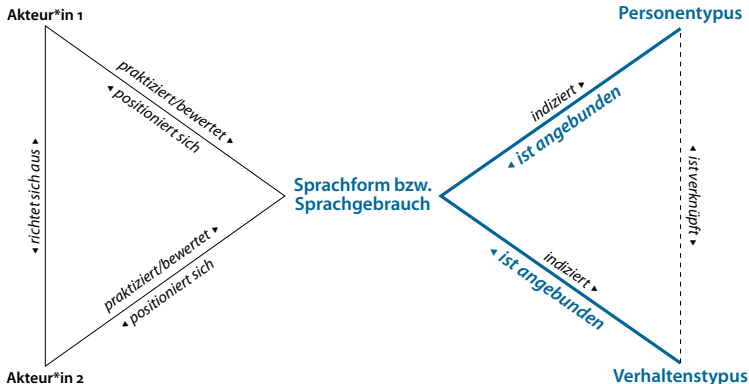 Akteur*in 1
Personentypus
praktiziert/bewertet ►
◄ positioniert sich
indiziert ►
◄ ist angebunden
◄ richtet sich aus ►
Sprachform bzw.
Sprachgebrauch
◄ ist verknüpft ►
praktiziert/bewertet ►
◄ positioniert sich
indiziert ►
◄ ist angebunden
Akteur*in 2
Verhaltenstypus